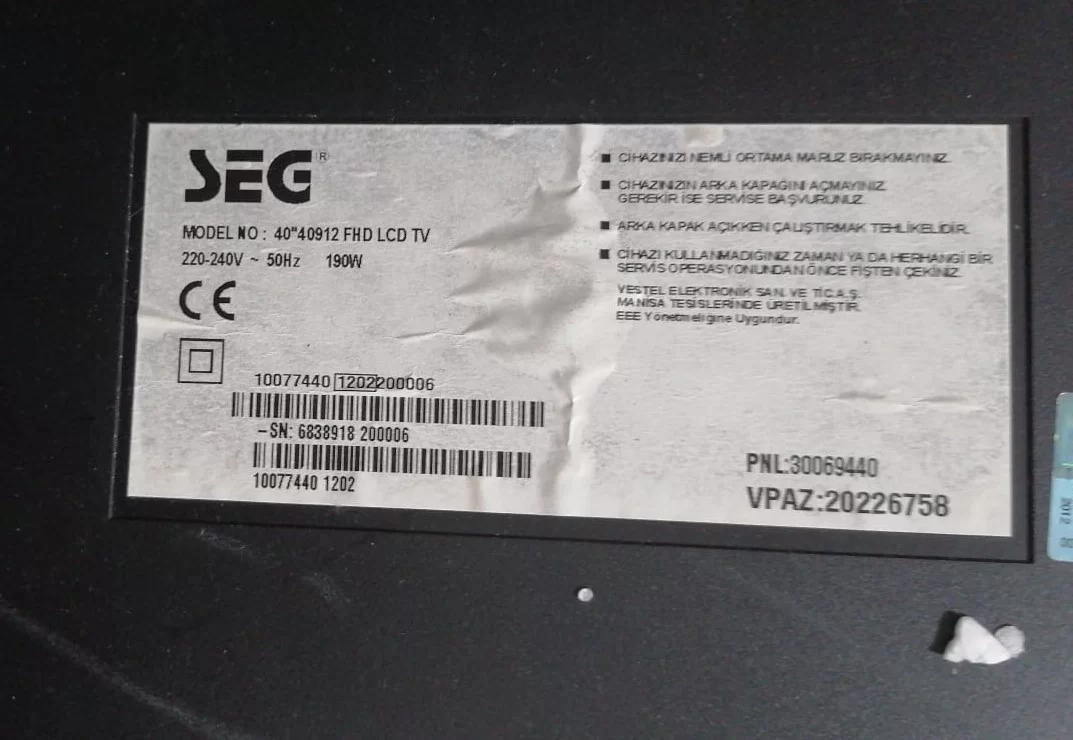 SEG®
MODEL NO : 40"40912 FHD LCD TV
220-240V ~ 50Hz 190W
CE
10077440 1202200006
-SN: 6838918 200006
10077440 1202
■ CİHAZINIZI NEMLİ ORTAMA MARUZ BIRAKMAYINIZ.
■ CİHAZINIZIN ARKA KAPAĞINI AÇMAYINIZ
GEREKİR İSE SERVİSE BAŞVURUNUZ.
■ ARKA KAPAK AÇIKKEN ÇALIŞTIRMAK TEHLİKELİDİR.
■ CİHAZI KULLANMADIĞINIZ ZAMAN YA DA HERHANGİ BİR
SERVİS OPERASYONUNDAN ÖNCE FİŞTEN ÇEKİNİZ.
VESTEL ELEKTRONİK SAN. VE TİC.A.Ş.
MANİSA TESİSLERİNDE ÜRETİLMİŞTİR.
EEE Yönetmeliğine Uygundur.
PNL:30069440
VPAZ:20226758
2012 00